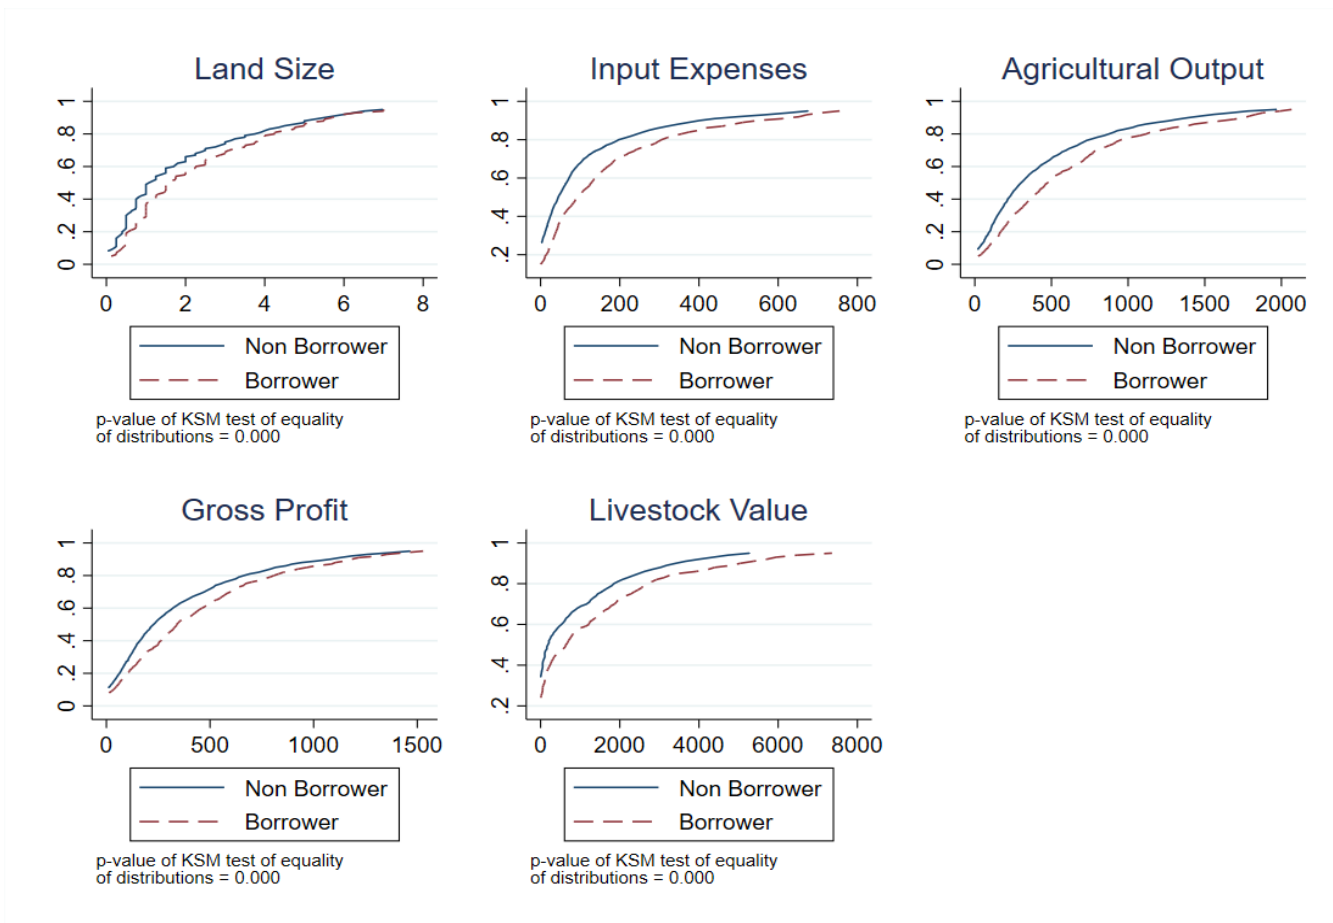 Land Size
1
.8
.6
.4
.2
0
0 2 4 6 8
Non Borrower
Borrower
p-value of KSM test of equality
of distributions = 0.000
Input Expenses
1
.8
.6
.4
.2
0 200 400 600 800
Non Borrower
Borrower
p-value of KSM test of equality
of distributions = 0.000
Agricultural Output
1
.8
.6
.4
.2
0
0 500 1000 1500 2000
Non Borrower
Borrower
p-value of KSM test of equality
of distributions = 0.000
Gross Profit
1
.8
.6
.4
.2
0
0 500 1000 1500
Non Borrower
Borrower
p-value of KSM test of equality
of distributions = 0.000
Livestock Value
1
.8
.6
.4
.2
0 2000 4000 6000 8000
Non Borrower
Borrower
p-value of KSM test of equality
of distributions = 0.000